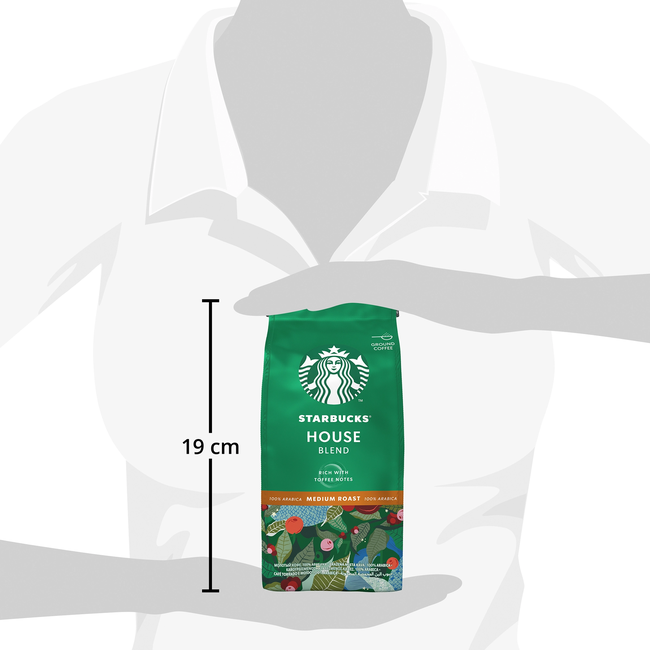 GROUND
COFFEE
STARBUCKS®
HOUSE
BLEND
RICH WITH
TOFFEE NOTES
100% ARABICA MEDIUM ROAST 100% ARABICA
19 cm